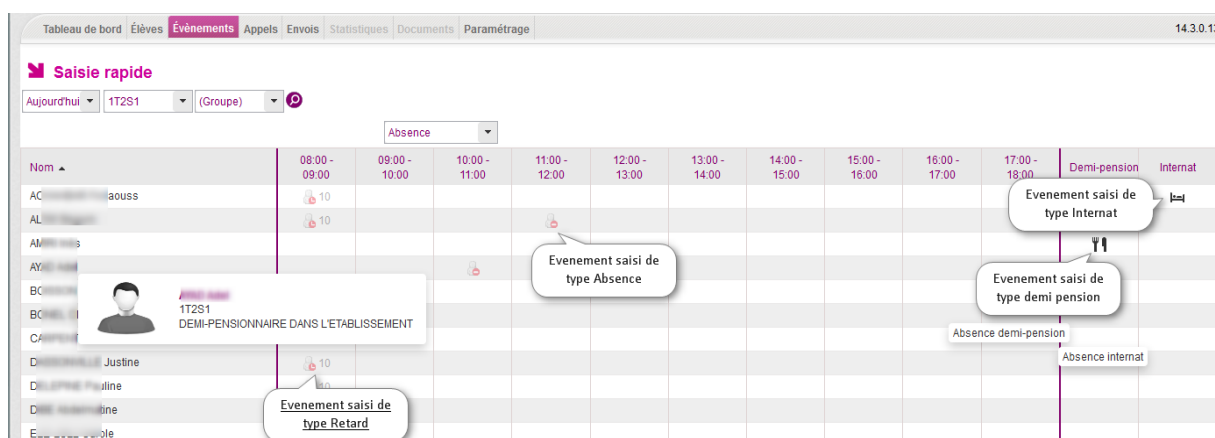 Tableau de bord Élèves Évènements Appels Envois Statistiques Documents Paramétrage 14.3.0.13
Saisie rapide
Aujourd'hui 1T2S1 (Groupe)
Absence
Nom 08:00 - 09:00 09:00 - 10:00 10:00 - 11:00 11:00 - 12:00 12:00 - 13:00 13:00 - 14:00 14:00 - 15:00 15:00 - 16:00 16:00 - 17:00 17:00 - 18:00 Demi-pension Internat
aouss 10
Evenement saisi de
type Internat
AL 10
Evenement saisi de
type Absence
Evenement saisi de
type demi pension
1T2S1
DEMI-PENSIONNAIRE DANS L'ETABLISSEMENT
Absence demi-pension
Justine 10
Absence internat
10
Evenement saisi de
type Retard